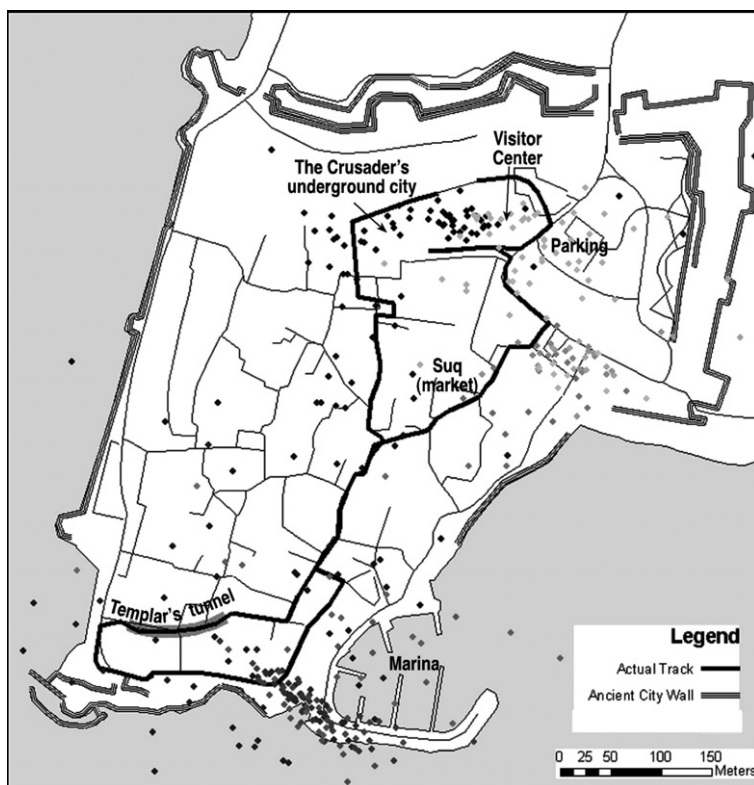 Visitor
Center
The Crusader's
underground city
Parking
Suq
(market)
Templar's tunnel
Marina
Legend
Actual Track
Ancient City Wall
0 25 50 100 150
Meters